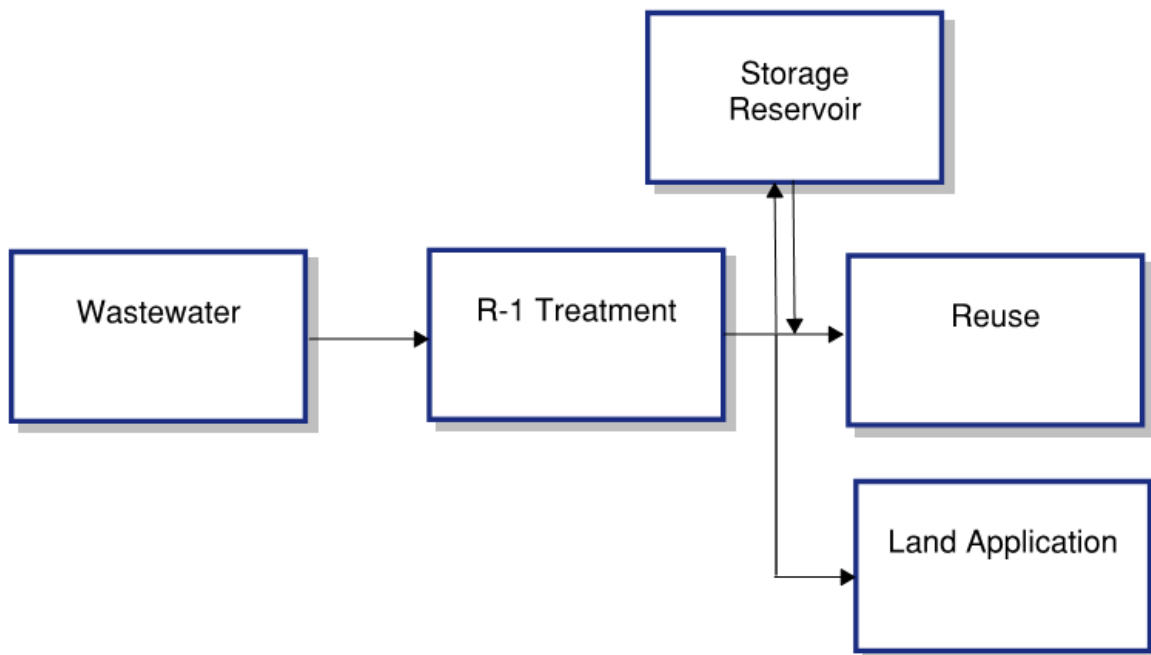 Storage
Reservoir
Wastewater
R-1 Treatment
Reuse
Land Application